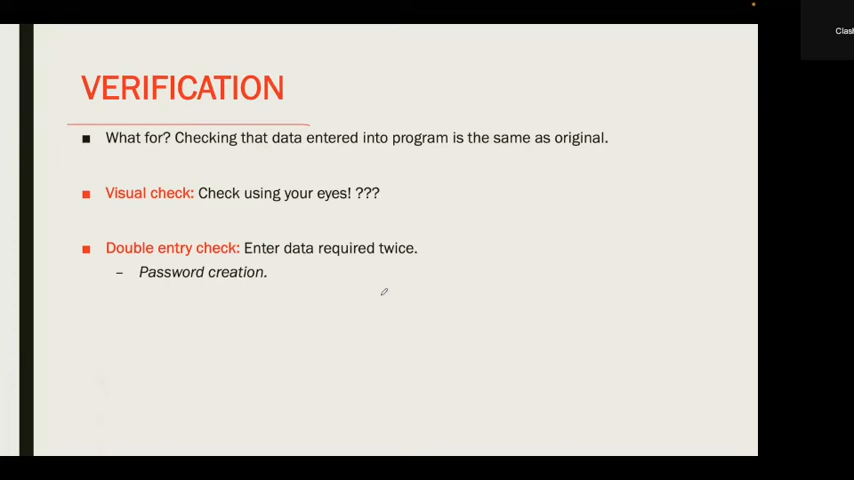 Clash
VERIFICATION
What for? Checking that data entered into program is the same as original.
Visual check: Check using your eyes! ???
Double entry check: Enter data required twice.
– Password creation.